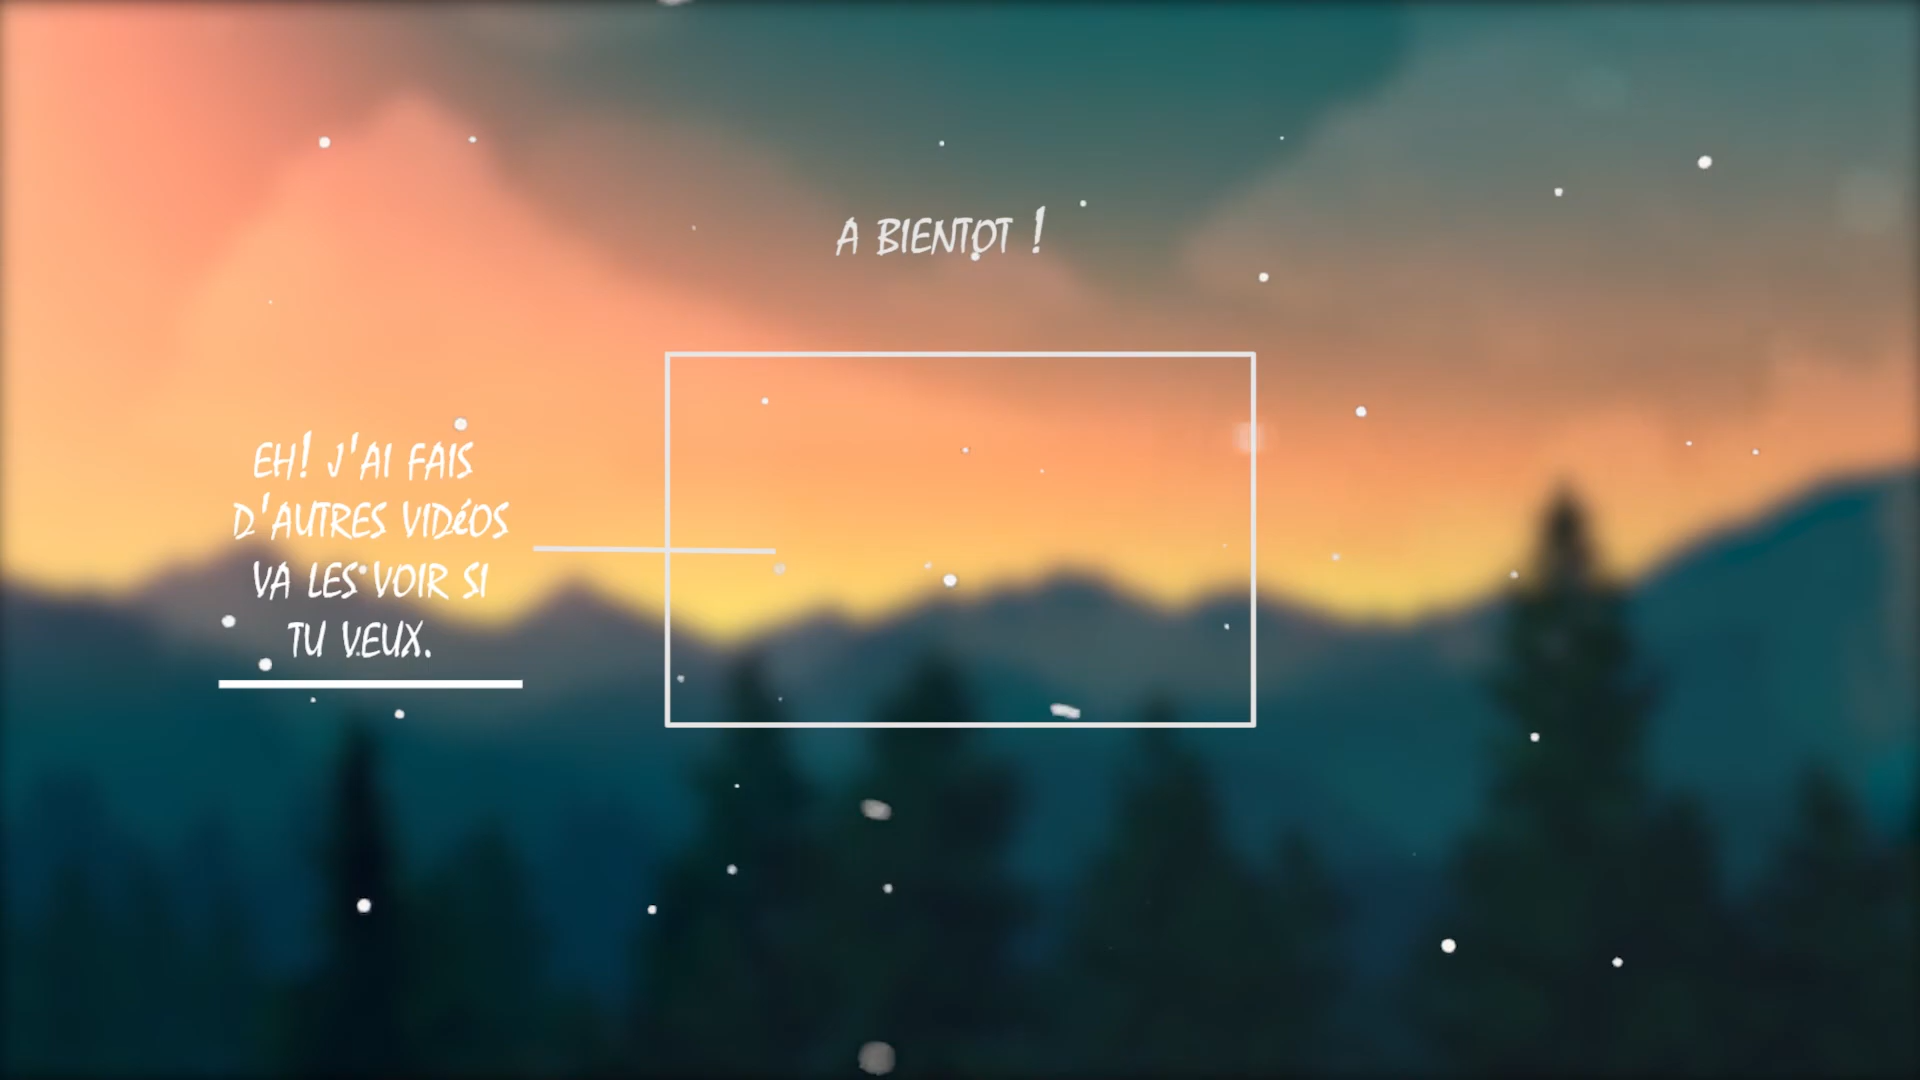 A BIENTOT !
EH! J'AI FAIS
D'AUTRES VIDéOS
VA LES VOIR SI
TU VEUX.